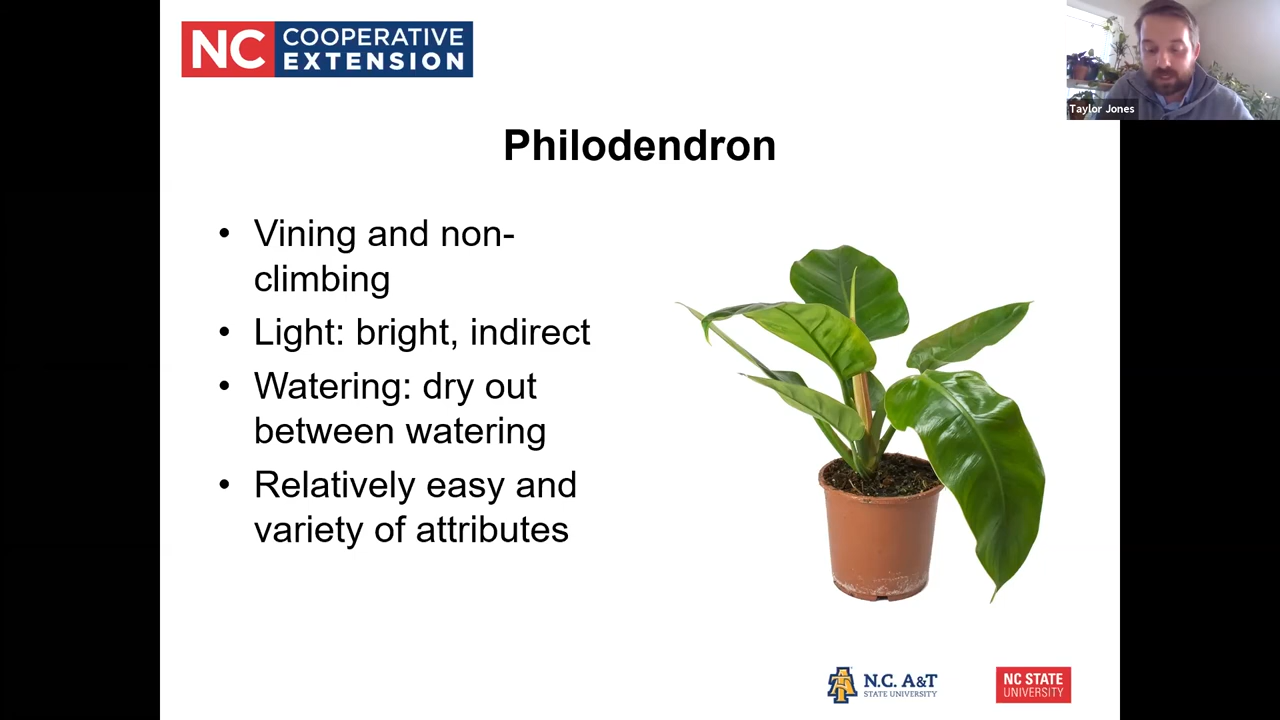 NC COOPERATIVE
EXTENSION
Taylor Jones
Philodendron
• Vining and non-
climbing
• Light: bright, indirect
• Watering: dry out
between watering
• Relatively easy and
variety of attributes
N.C. A&T
STATE UNIVERSITY
NC STATE
UNIVERSITY